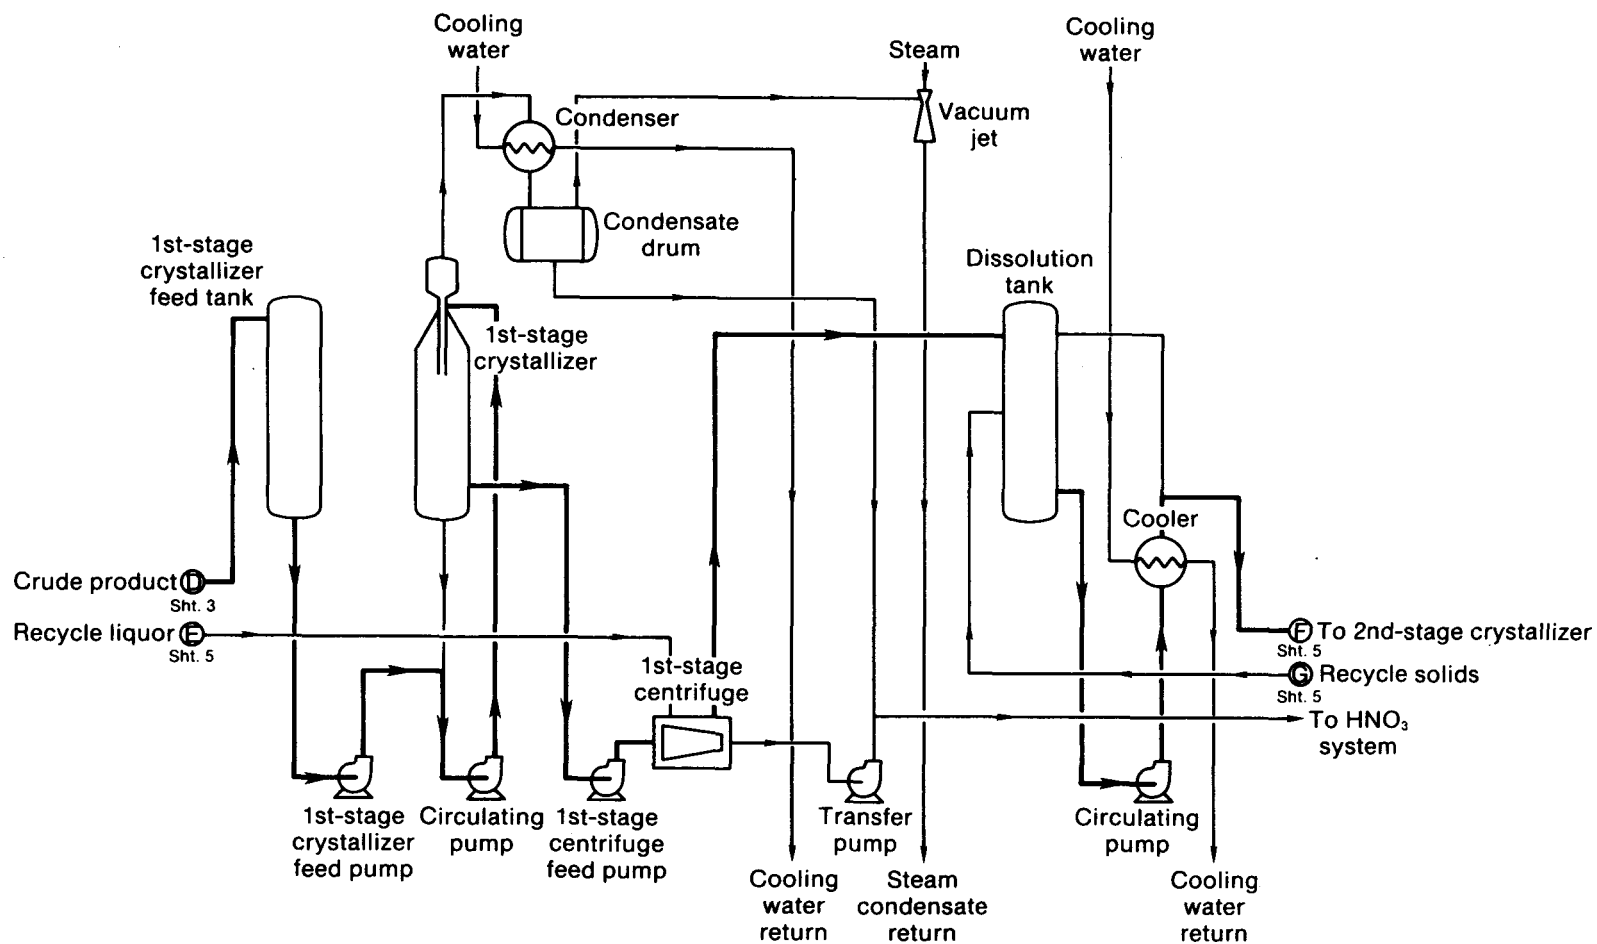 Cooling
water
Steam
Cooling
water
Condenser
Vacuum
jet
Condensate
drum
1st-stage
crystallizer
feed tank
Dissolution
tank
1st-stage
crystallizer
Cooler
Crude product D
Sht. 3
Recycle liquor E
Sht. 5
F To 2nd-stage crystallizer
Sht. 5
G Recycle solids
Sht. 5
1st-stage
centrifuge
To HNO₃
system
1st-stage
crystallizer
feed pump
Circulating
pump
1st-stage
centrifuge
feed pump
Transfer
pump
Circulating
pump
Cooling
water
return
Steam
condensate
return
Cooling
water
return